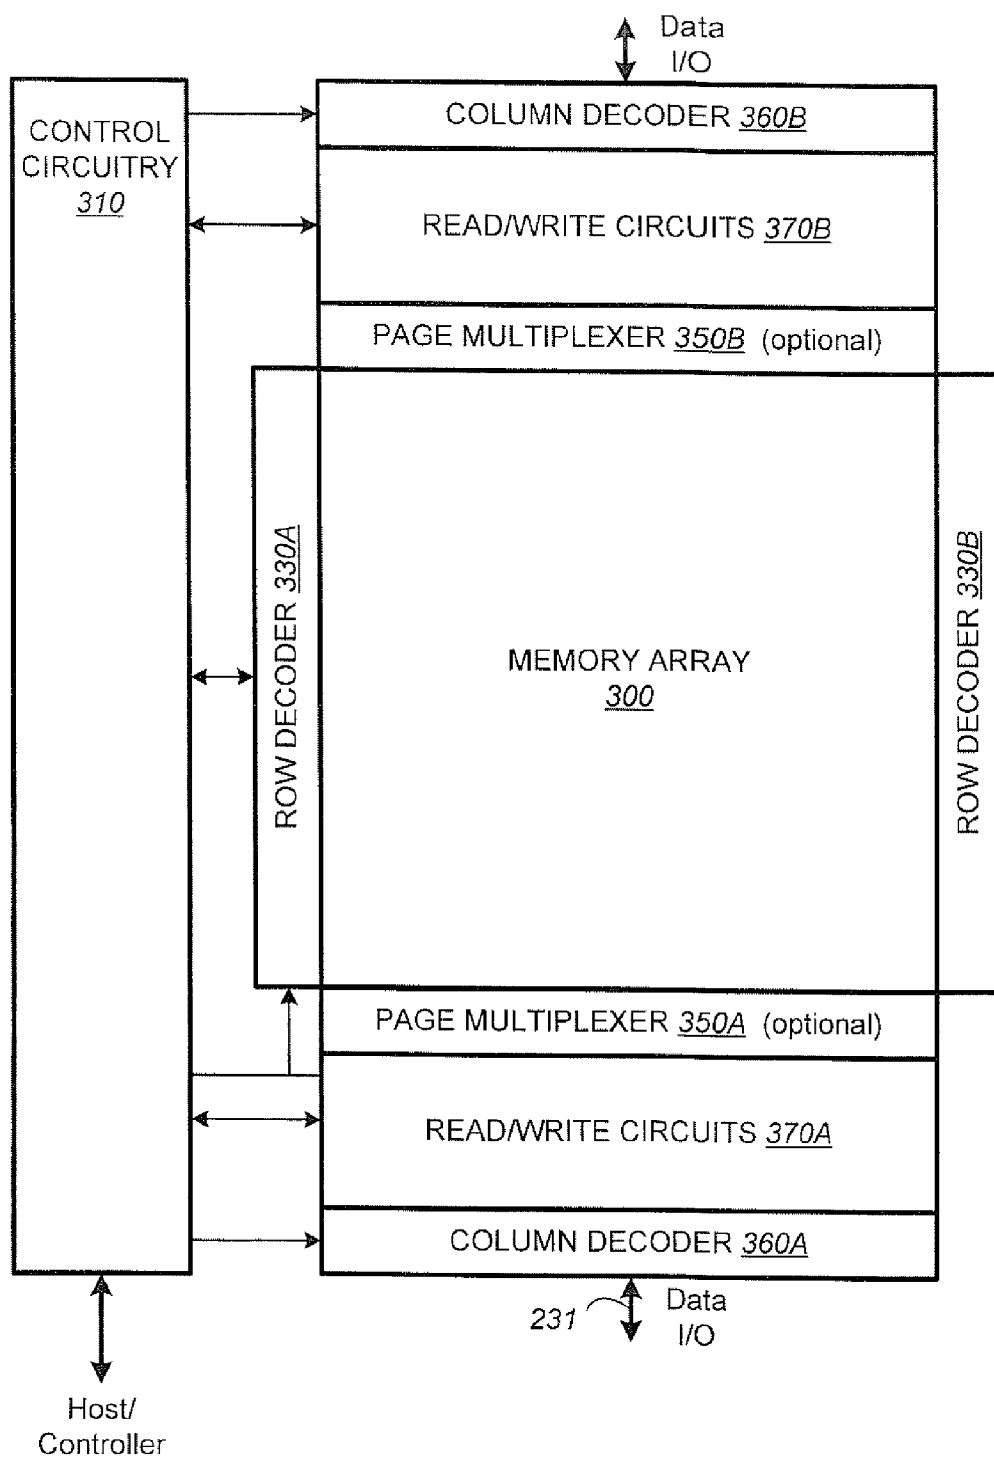 Data
I/O
COLUMN DECODER 360B
CONTROL
CIRCUITRY
310
READ/WRITE CIRCUITS 370B
PAGE MULTIPLEXER 350B (optional)
ROW DECODER 330A
MEMORY ARRAY
300
ROW DECODER 330B
PAGE MULTIPLEXER 350A (optional)
READ/WRITE CIRCUITS 370A
COLUMN DECODER 360A
231
Data
I/O
Host/
Controller